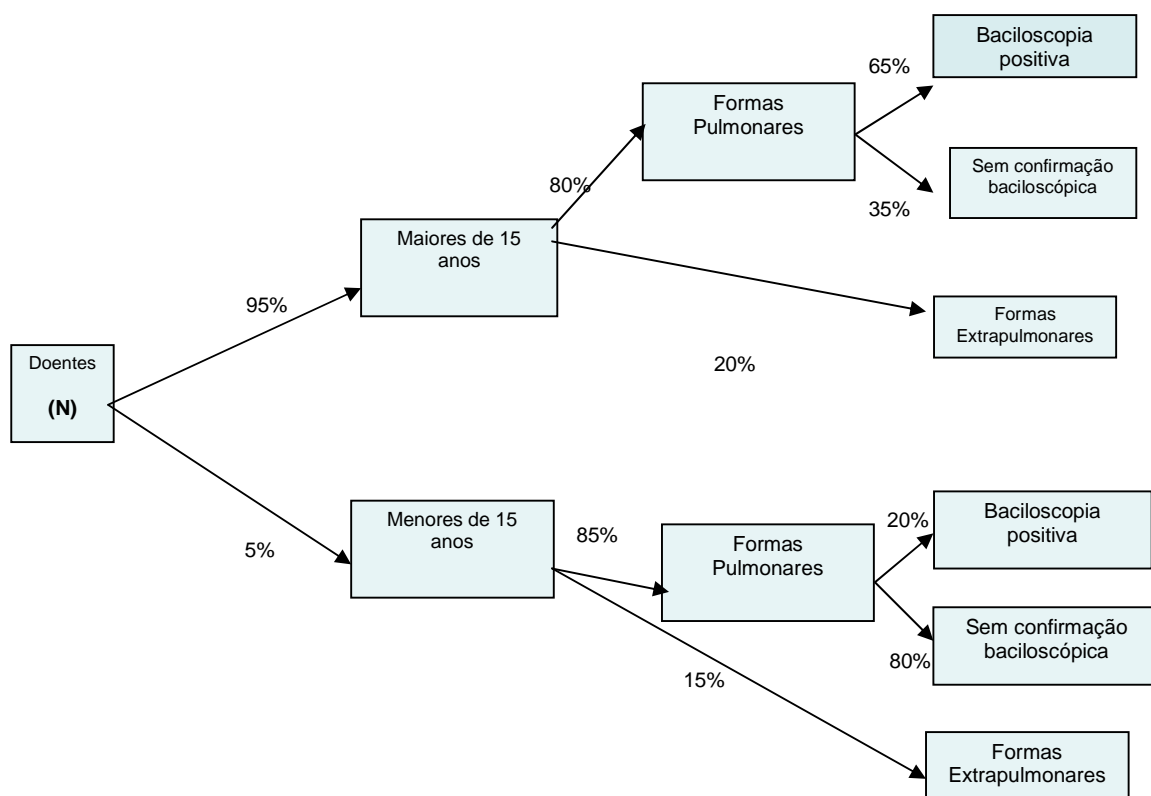 Baciloscopia
positiva
65%
Formas
Pulmonares
Sem confirmação
baciloscópica
80%
35%
Maiores de 15
anos
95%
Formas
Extrapulmonares
20%
Doentes
(N)
Menores de 15
anos
5%
85%
Formas
Pulmonares
20%
Baciloscopia
positiva
Sem confirmação
baciloscópica
80%
15%
Formas
Extrapulmonares